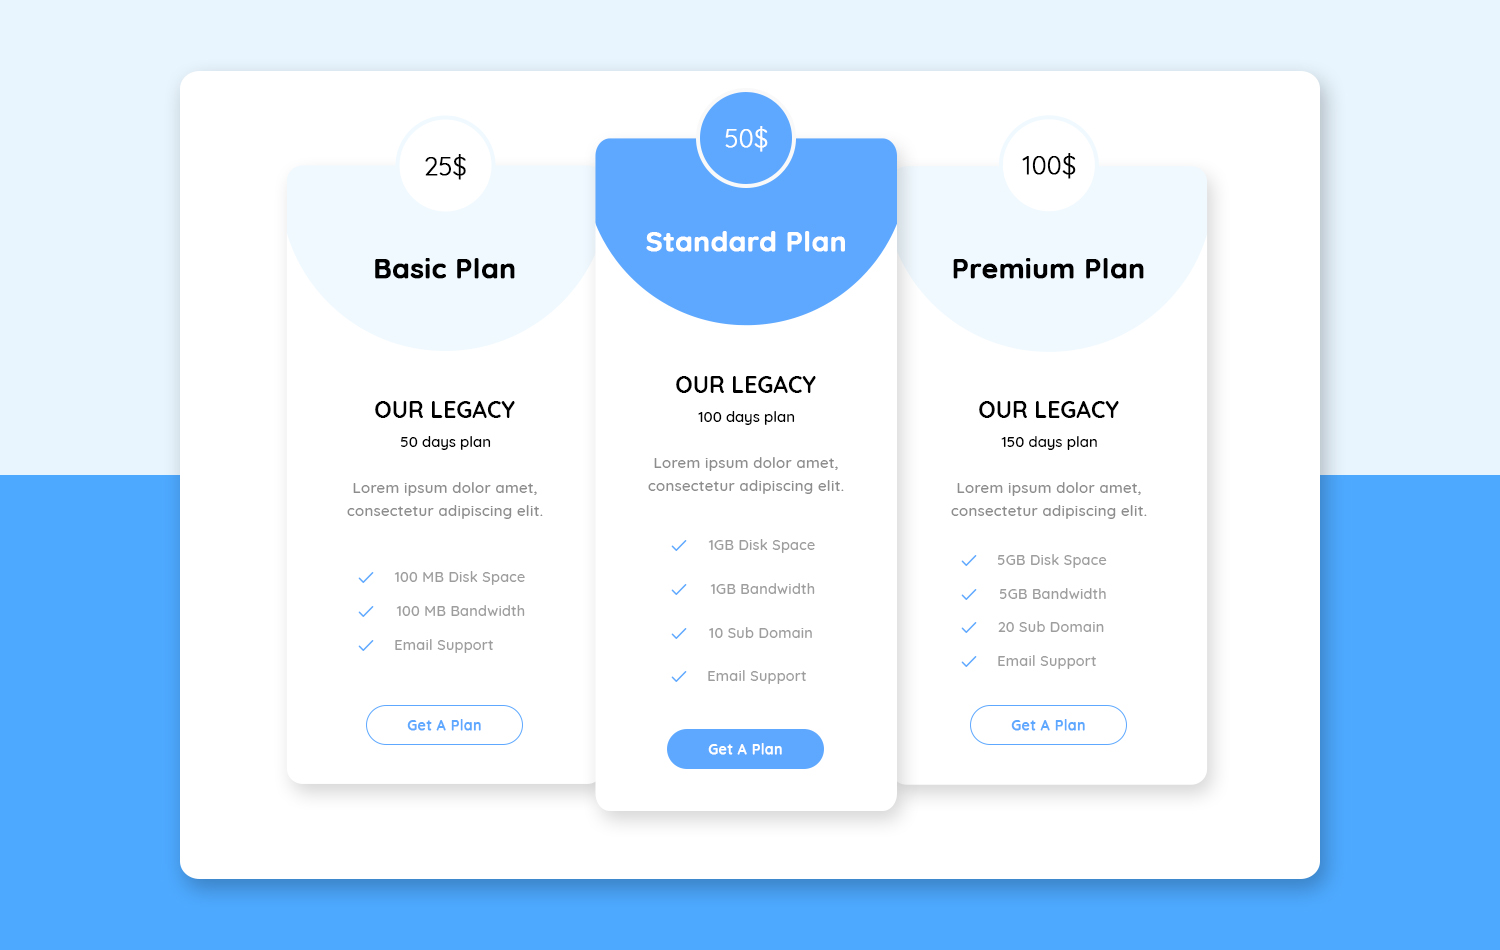 25$
Basic Plan
OUR LEGACY
50 days plan
Lorem ipsum dolor amet,
consectetur adipiscing elit.
100 MB Disk Space
100 MB Bandwidth
Email Support
Get A Plan
50$
Standard Plan
OUR LEGACY
100 days plan
Lorem ipsum dolor amet,
consectetur adipiscing elit.
1GB Disk Space
1GB Bandwidth
10 Sub Domain
Email Support
Get A Plan
100$
Premium Plan
OUR LEGACY
150 days plan
Lorem ipsum dolor amet,
consectetur adipiscing elit.
5GB Disk Space
5GB Bandwidth
20 Sub Domain
Email Support
Get A Plan